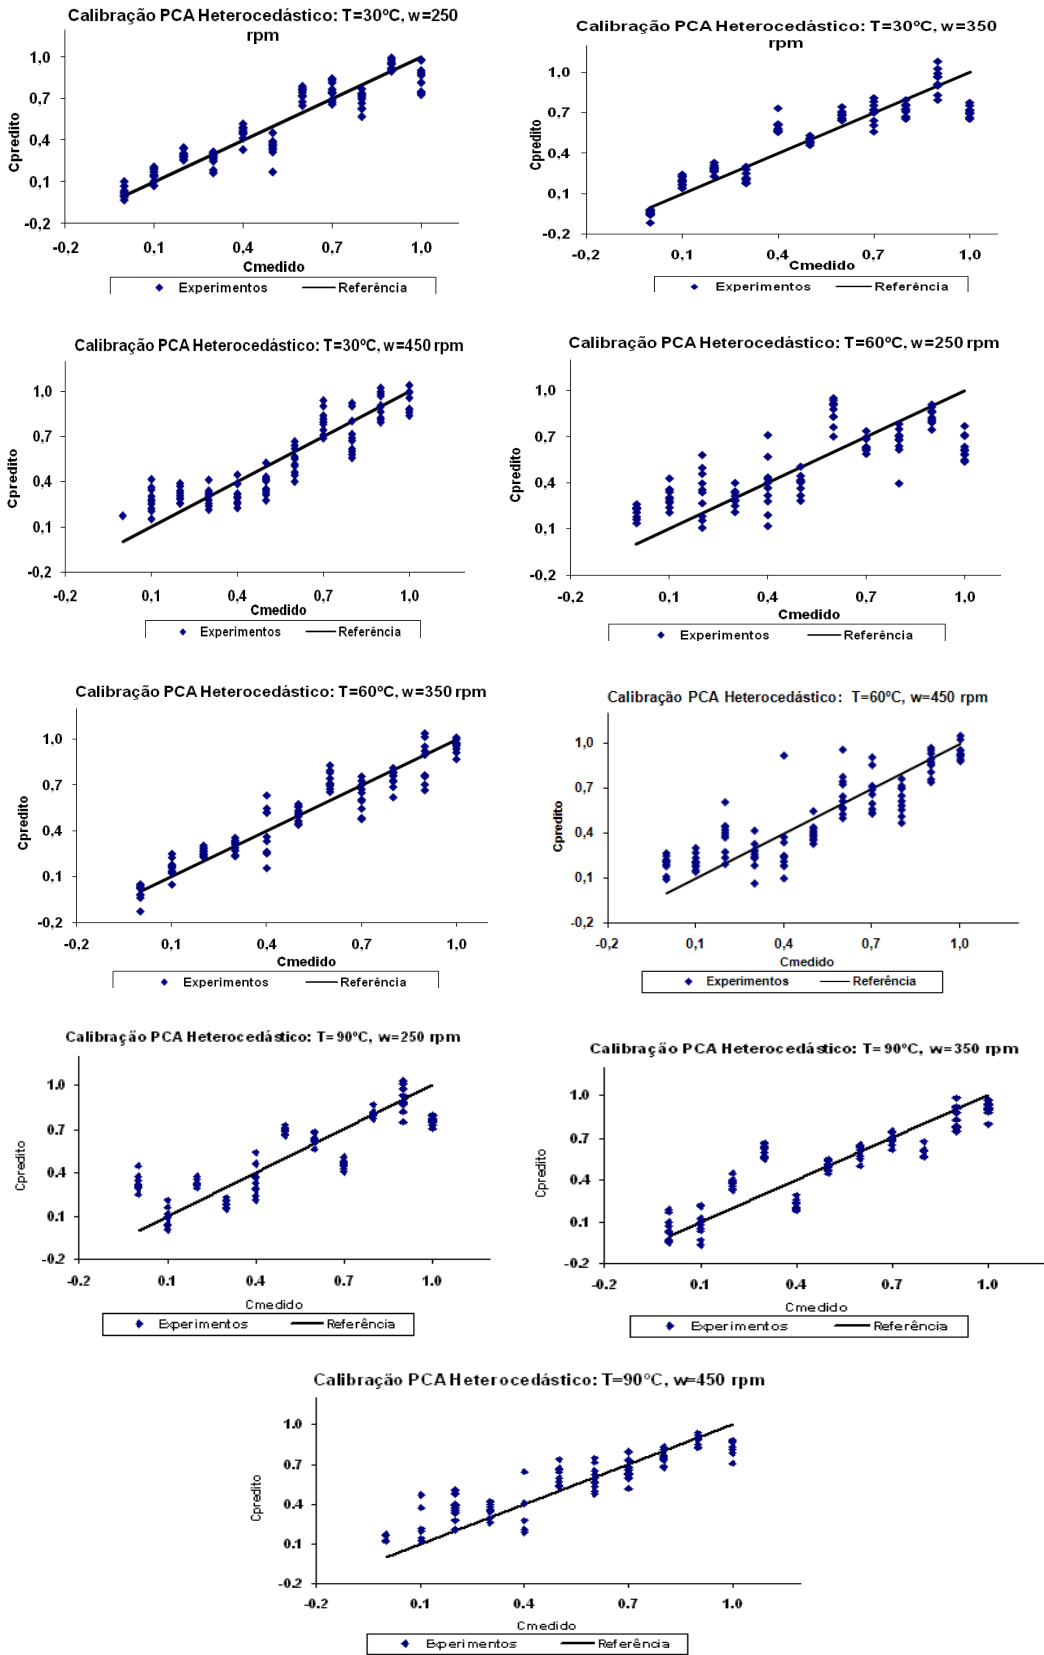 Calibração PCA Heterocedástico: T=30ºC, w=250
rpm
1,0
0,7
0,4
0,1
-0,2
Cpredito
-0,2 0,1 0,4 0,7 1,0
Cmedido
Experimentos Referência
Calibração PCA Heterocedástico: T=30ºC, w=350
rpm
1,0
0,7
0,4
0,1
-0,2
Cpredito
-0,2 0,1 0,4 0,7 1,0
Cmedido
Experimentos Referência
Calibração PCA Heterocedástico: T=30ºC, w=450 rpm
1,0
0,7
0,4
0,1
-0,2
Cpredito
-0,2 0,1 0,4 0,7 1,0
Cmedido
Experimentos Referência
Calibração PCA Heterocedástico: T=60ºC, w=250 rpm
1,0
0,7
0,4
0,1
-0,2
Cpredito
-0,2 0,1 0,4 0,7 1,0
Cmedido
Experimentos Referência
Calibração PCA Heterocedástico: T=60ºC, w=350 rpm
1,0
0,7
0,4
0,1
-0,2
Cpredito
-0,2 0,1 0,4 0,7 1,0
Cmedido
Experimentos Referência
Calibração PCA Heterocedástico: T=60ºC, w=450 rpm
1,0
0,7
0,4
0,1
-0,2
Cpredito
-0,2 0,1 0,4 0,7 1,0
Cmedido
Experimentos Referência
Calibração PCA Heterocedástico: T=90ºC, w=250 rpm
1.0
0.7
0.4
0.1
-0.2
Cpredito
-0.2 0.1 0.4 0.7 1.0
Cmedido
Experimentos Referência
Calibração PCA Heterocedástico: T=90ºC, w=350 rpm
1.0
0.7
0.4
0.1
-0.2
Cpredito
-0.2 0.1 0.4 0.7 1.0
Cmedido
Experimentos Referência
Calibração PCA Heterocedástico: T=90ºC, w=450 rpm
1.0
0.7
0.4
0.1
-0.2
Cpredito
-0.2 0.1 0.4 0.7 1.0
Cmedido
Experimentos Referência